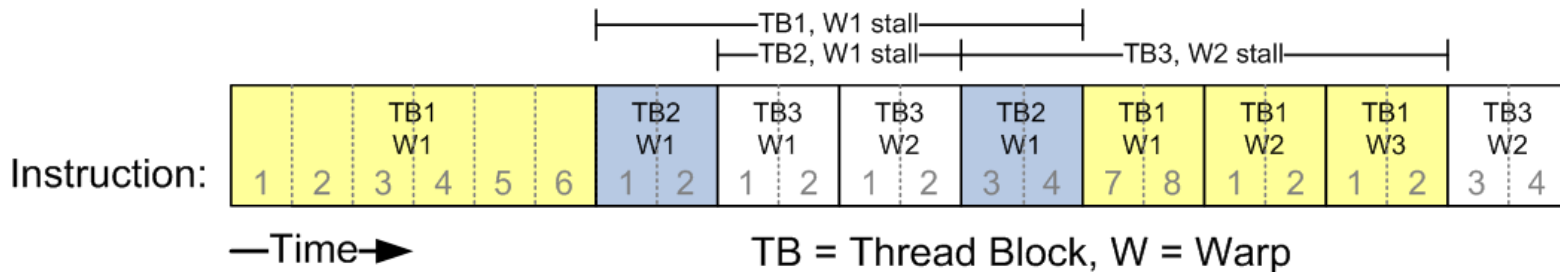 TB1, W1 stall
TB2, W1 stall TB3, W2 stall
TB1 TB2 TB3 TB3 TB2 TB1 TB1 TB1 TB3
W1 W1 W1 W2 W1 W1 W2 W3 W2
Instruction: 1 2 3 4 5 6 1 2 1 2 1 2 3 4 7 8 1 2 1 2 3 4
Time TB = Thread Block, W = Warp